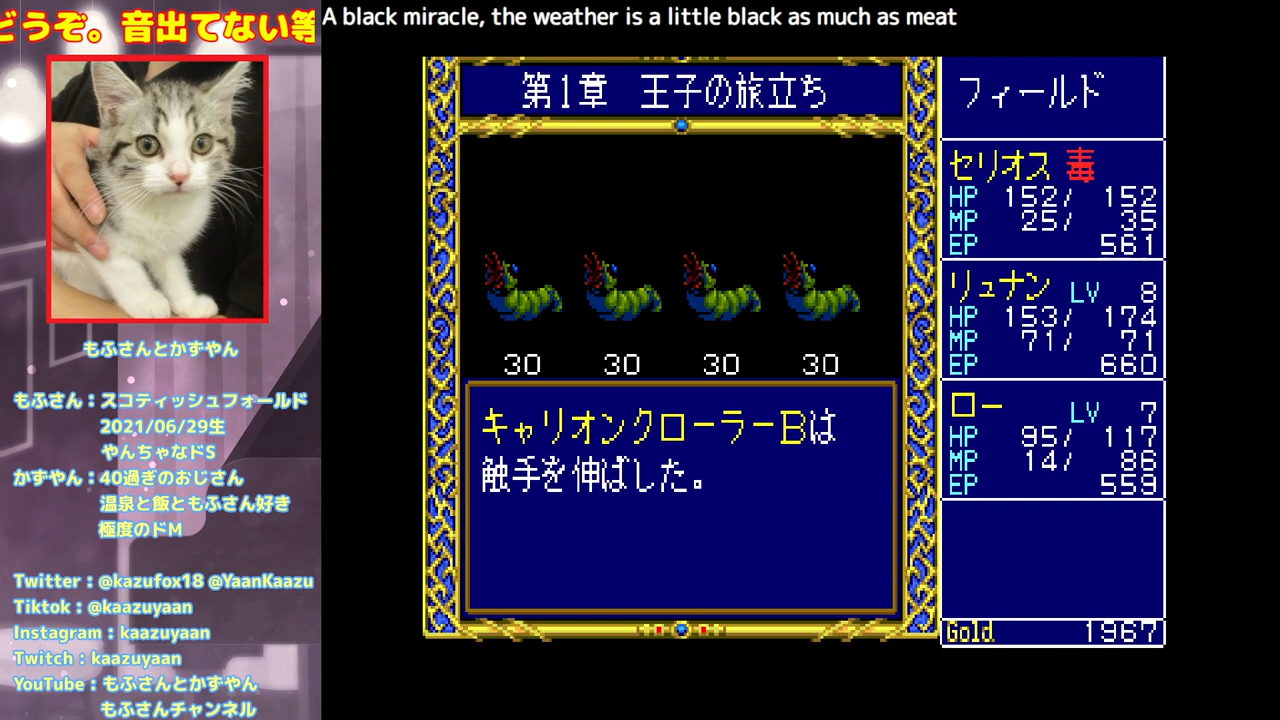 どうぞ。音出てない等
もふさんとかずやん
もふさん：スコティッシュフォールド
2021/06/29生
やんちゃなドS
かずやん：40過ぎのおじさん
温泉と飯ともふさん好き
極度のドM
Twitter：@kazufox18 @YaanKaazu
Tiktok：@kaazuyaan
Instagram：kaazuyaan
Twitch：kaazuyaan
YouTube：もふさんとかずやん
もふさんチャンネル
A black miracle, the weather is a little black as much as meat
第1章 王子の旅立ち
30 30 30 30
キャリオンクローラーBは
触手を伸ばした。
フィールド
セリオス 毒
HP 152/ 152
MP 25/ 35
EP 561
リュナン LV 8
HP 153/ 174
MP 71/ 71
EP 660
ロー LV 7
HP 95/ 117
MP 14/ 86
EP 559
Gold 1967